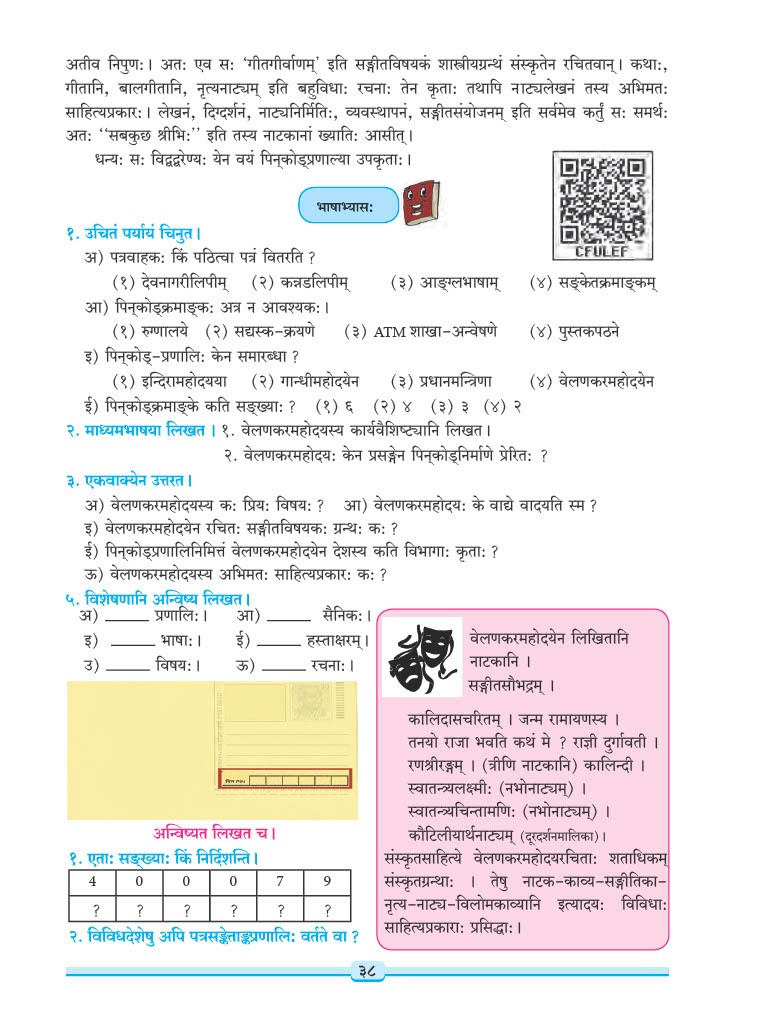 अतीव निपुण:। अत: एव स: ‘गीतगीर्वाणम्’ इति सङ्गीतविषयकं शास्त्रीयग्रन्थं संस्कृतेन रचितवान्। कथा:,
गीतानि, बालगीतानि, नृत्यनाट्यम् इति बहुविधा: रचना: तेन कृता: तथापि नाट्यलेखनं तस्य अभिमत:
साहित्यप्रकार:। लेखनं, दिग्दर्शनं, नाट्यनिर्मिति:, व्यवस्थापनं, सङ्गीतसंयोजनम् इति सर्वमेव कर्तुं स: समर्थ:
अत: ‘‘सबकुछ श्रीभि:’’ इति तस्य नाटकानां ख्याति: आसीत्।
धन्य: स: विद्वद्वरेण्य: येन वयं पिन्कोड्प्रणाल्या उपकृता:।
CFULEF
भाषाभ्यास:
१. उचितं पर्यायं चिनुत।
अ) पत्रवाहक: किं पठित्वा पत्रं वितरति ?
(१) देवनागरीलिपीम् (२) कन्नडलिपीम् (३) आङ्ग्लभाषाम् (४) सङ्केतक्रमाङ्कम्
आ) पिन्कोड्क्रमाङ्क: अत्र न आवश्यक:।
(१) रुग्णालये (२) सद्यस्क-क्रयणे (३) ATM शाखा-अन्वेषणे (४) पुस्तकपठने
इ) पिन्कोड्-प्रणालि: केन समारब्धा ?
(१) इन्दिरामहोदयया (२) गान्धीमहोदयेन (३) प्रधानमन्त्रिणा (४) वेलणकरमहोदयेन
ई) पिन्कोड्क्रमाङ्के कति सङ्ख्या: ? (१) ६ (२) ४ (३) ३ (४) २
२. माध्यमभाषया लिखत। १. वेलणकरमहोदयस्य कार्यवैशिष्ट्यानि लिखत।
२. वेलणकरमहोदय: केन प्रसङ्गेन पिन्कोड्निर्माणे प्रेरित: ?
३. एकवाक्येन उत्तरत।
अ) वेलणकरमहोदयस्य क: प्रिय: विषय: ? आ) वेलणकरमहोदय: के वाद्ये वादयति स्म ?
इ) वेलणकरमहोदयेन रचित: सङ्गीतविषयक: ग्रन्थ: क: ?
ई) पिन्कोड्प्रणालिनिमित्तं वेलणकरमहोदयेन देशस्य कति विभागा: कृता: ?
ऊ) वेलणकरमहोदयस्य अभिमत: साहित्यप्रकार: क: ?
५. विशेषणानि अन्विष्य लिखत।
अ) _____ प्रणालि:। आ) _____ सैनिक:।
इ) _____ भाषा:। ई) _____ हस्ताक्षरम्।
उ) _____ विषय:। ऊ) _____ रचना:।
पिन PIN
अन्विष्यत लिखत च।
१. एता: सङ्ख्या: किं निर्दिशन्ति।
4 0 0 0 7 9
? ? ? ? ? ?
२. विविधदेशेषु अपि पत्रसङ्केताङ्कप्रणालि: वर्तते वा ?
वेलणकरमहोदयेन लिखितानि
नाटकानि ।
सङ्गीतसौभद्रम् ।
कालिदासचरितम् । जन्म रामायणस्य ।
तनयो राजा भवति कथं मे ? राज्ञी दुर्गावती ।
रणश्रीरङ्गम् । (त्रीणि नाटकानि) कालिन्दी ।
स्वातन्त्र्यलक्ष्मी: (नभोनाट्यम्) ।
स्वातन्त्र्यचिन्तामणि: (नभोनाट्यम्) ।
कौटिलीयार्थनाट्यम् (दूरदर्शनमालिका)।
संस्कृतसाहित्ये वेलणकरमहोदयरचिता: शताधिकम्
संस्कृतग्रन्था: । तेषु नाटक-काव्य-सङ्गीतिका-
नृत्य-नाट्य-विलोमकाव्यानि इत्यादय: विविधा:
साहित्यप्रकारा: प्रसिद्धा:।
३८